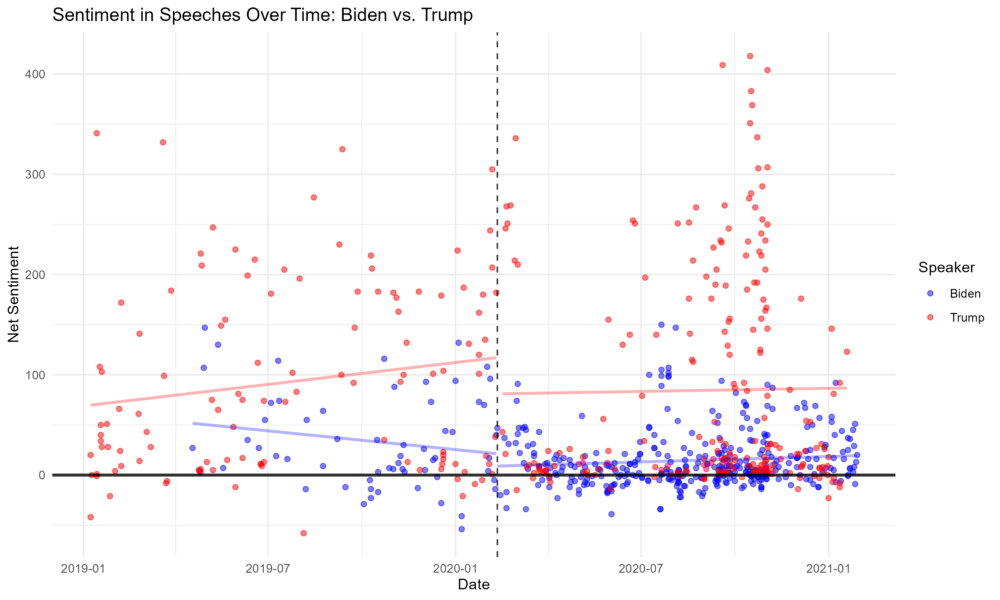 Sentiment in Speeches Over Time: Biden vs. Trump
400
300
200
100
0
Net Sentiment
2019-01
2019-07
2020-01
2020-07
2021-01
Date
Speaker
Biden
Trump